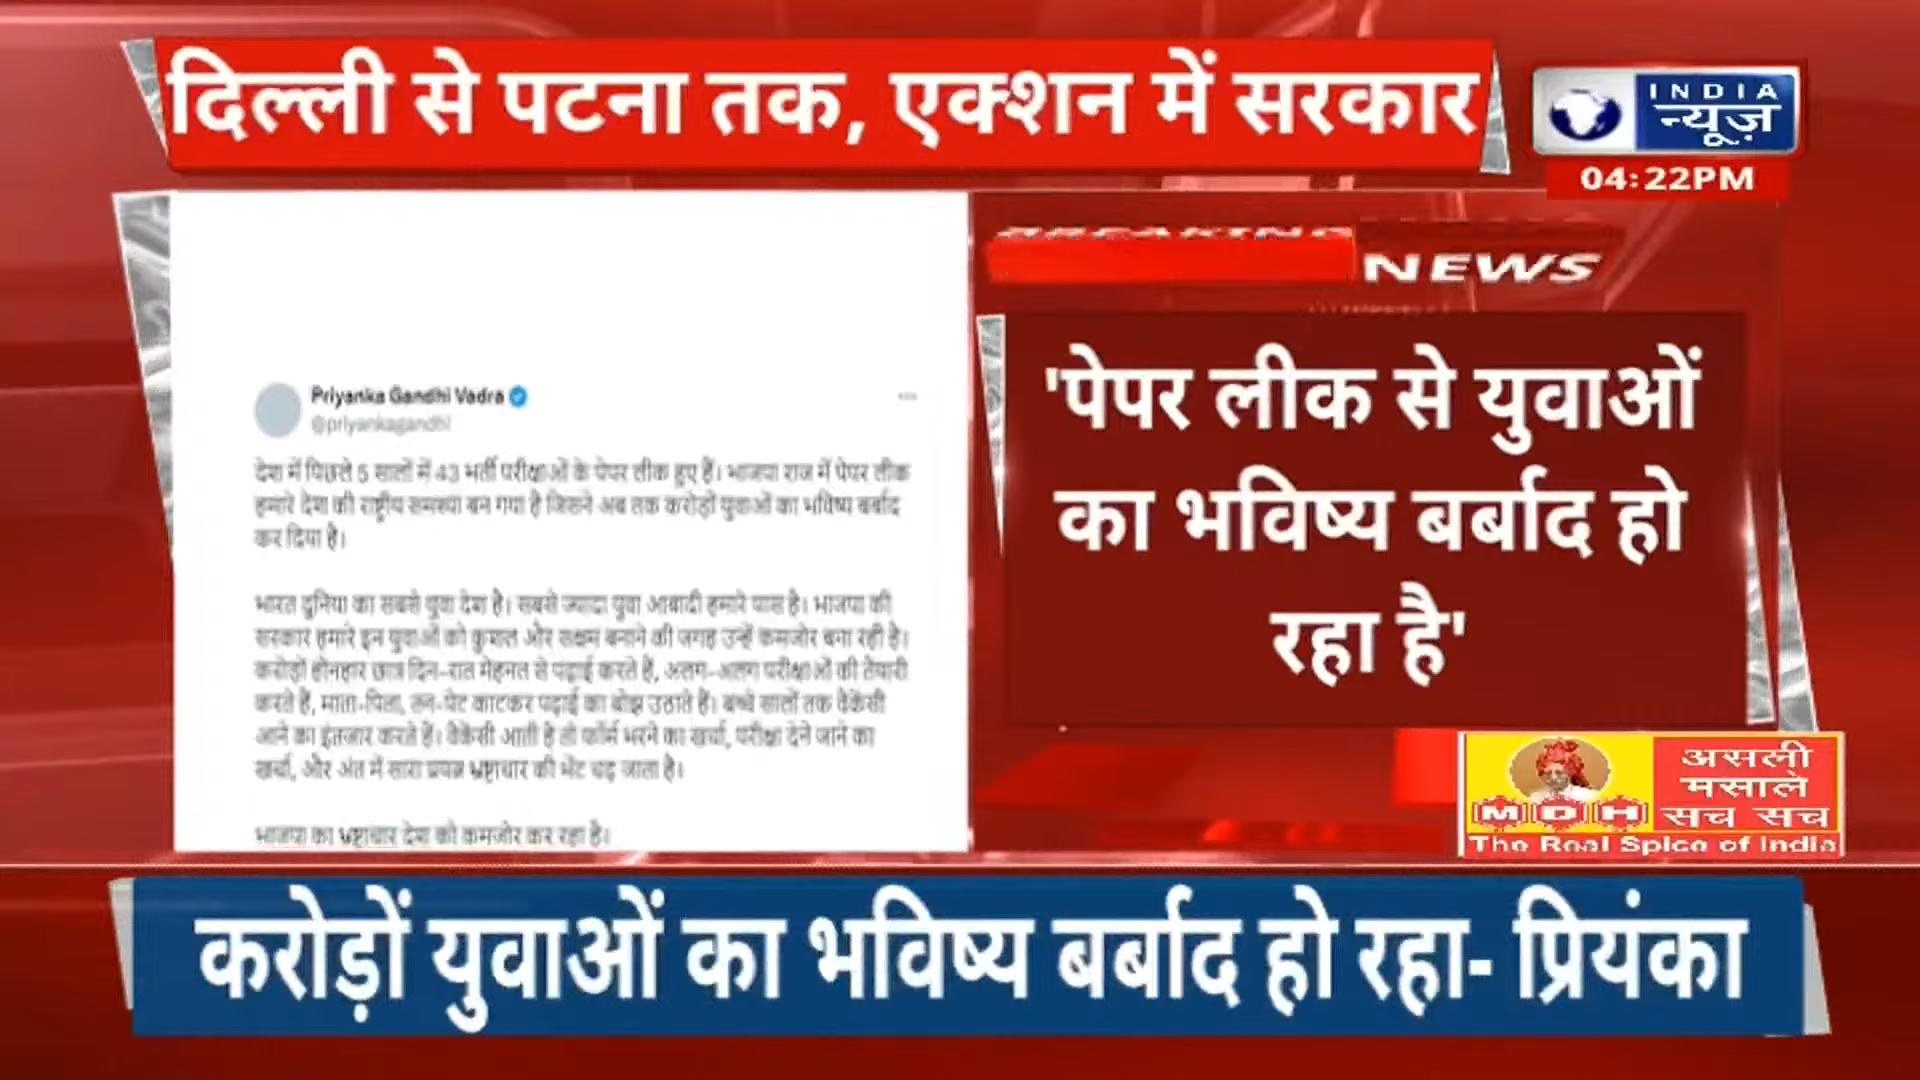 दिल्ली से पटना तक, एक्शन में सरकार
INDIA
न्यूज़
04:22PM
NEWS
Priyanka Gandhi Vadra
@priyankagandhi
देश में पिछले 5 सालों में 43 भर्ती परीक्षाओं के पेपर लीक हुए हैं। भाजपा राज में पेपर लीक
हमारे देश की राष्ट्रीय समस्या बन गया है जिसने अब तक करोड़ों युवाओं का भविष्य बर्बाद
कर दिया है।
भारत दुनिया का सबसे युवा देश है। सबसे ज्यादा युवा आबादी हमारे पास है। भाजपा की
सरकार हमारे इन युवाओं को कुशल और सक्षम बनाने की जगह उन्हें कमजोर बना रही है।
करोड़ों होनहार छात्र दिन-रात मेहनत से पढ़ाई करते हैं, अलग-अलग परीक्षाओं की तैयारी
करते हैं, माता-पिता, तन-पेट काटकर पढ़ाई का बोझ उठाते हैं। बच्चे सालों तक वैकेंसी
आने का इंतजार करते हैं। वैकेंसी आती है तो फॉर्म भरने का खर्चा, परीक्षा देने जाने का
खर्चा, और अंत में सारा प्रयत्न भ्रष्टाचार की भेंट चढ़ जाता है।
भाजपा का भ्रष्टाचार देश को कमजोर कर रहा है।
'पेपर लीक से युवाओं
का भविष्य बर्बाद हो
रहा है'
असली
मसाले
MDH सच सच
The Real Spice of India
करोड़ों युवाओं का भविष्य बर्बाद हो रहा- प्रियंका